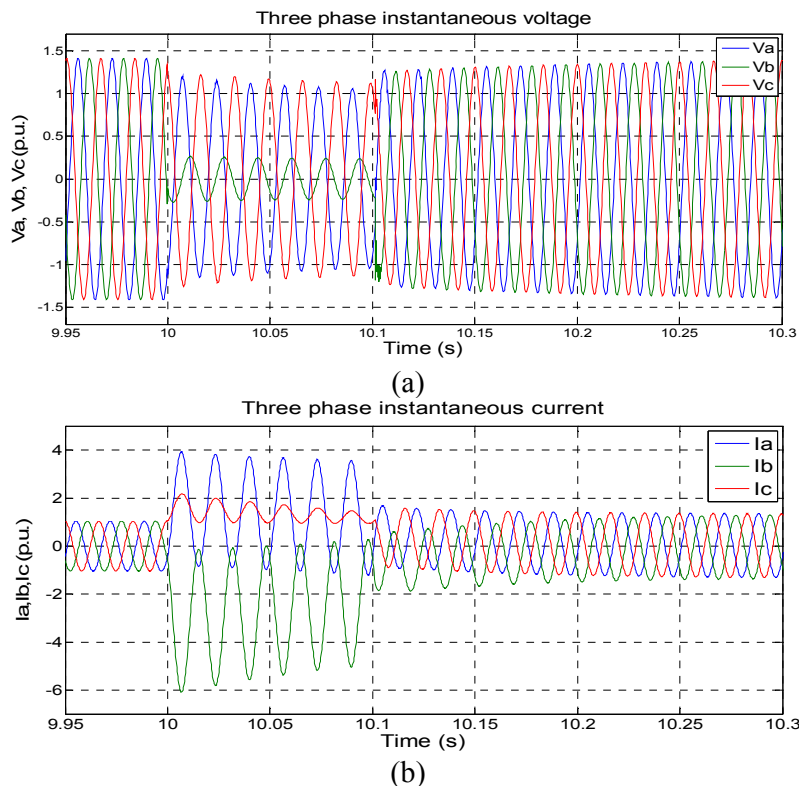 Three phase instantaneous voltage
Va, Vb, Vc (p.u.)
1.5
1
0.5
0
-0.5
-1
-1.5
Va
Vb
Vc
9.95 10 10.05 10.1 10.15 10.2 10.25 10.3
Time (s)
(a)
Three phase instantaneous current
Ia,Ib,Ic (p.u.)
4
2
0
-2
-4
-6
Ia
Ib
Ic
9.95 10 10.05 10.1 10.15 10.2 10.25 10.3
Time (s)
(b)